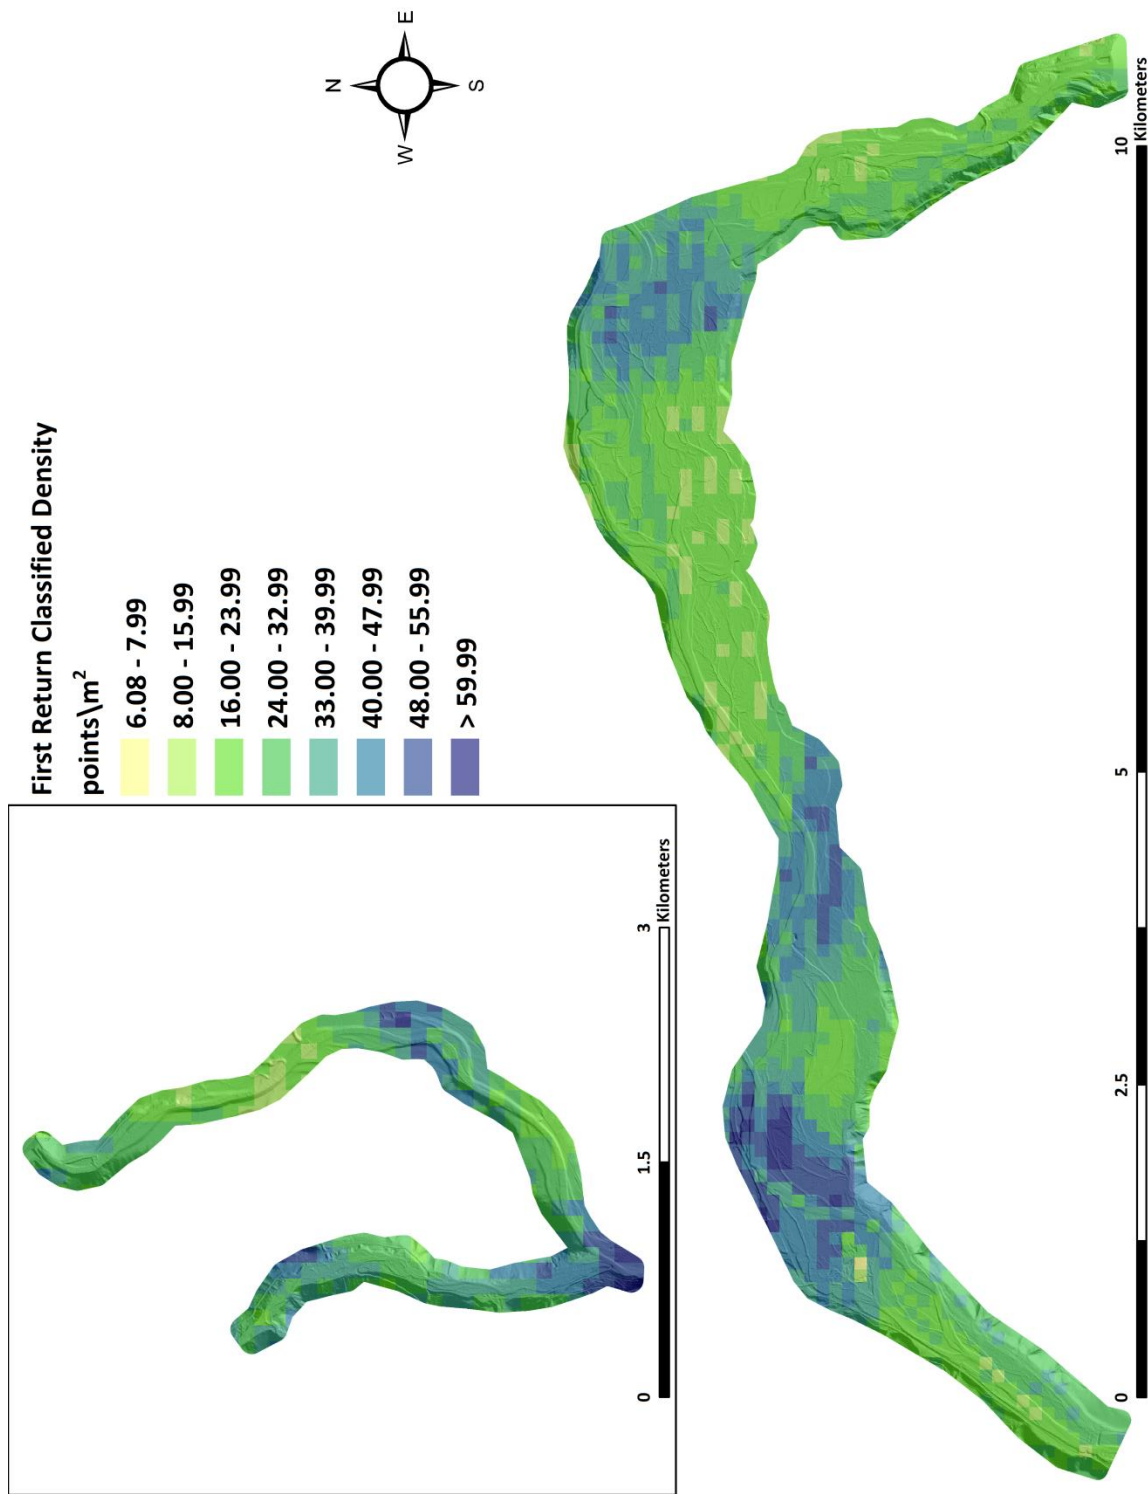 First Return Classified Density
points\m²
6.08 - 7.99
8.00 - 15.99
16.00 - 23.99
24.00 - 32.99
33.00 - 39.99
40.00 - 47.99
48.00 - 55.99
> 59.99
N
W E
S
0 1.5 3
Kilometers
0 2.5 5 10
Kilometers